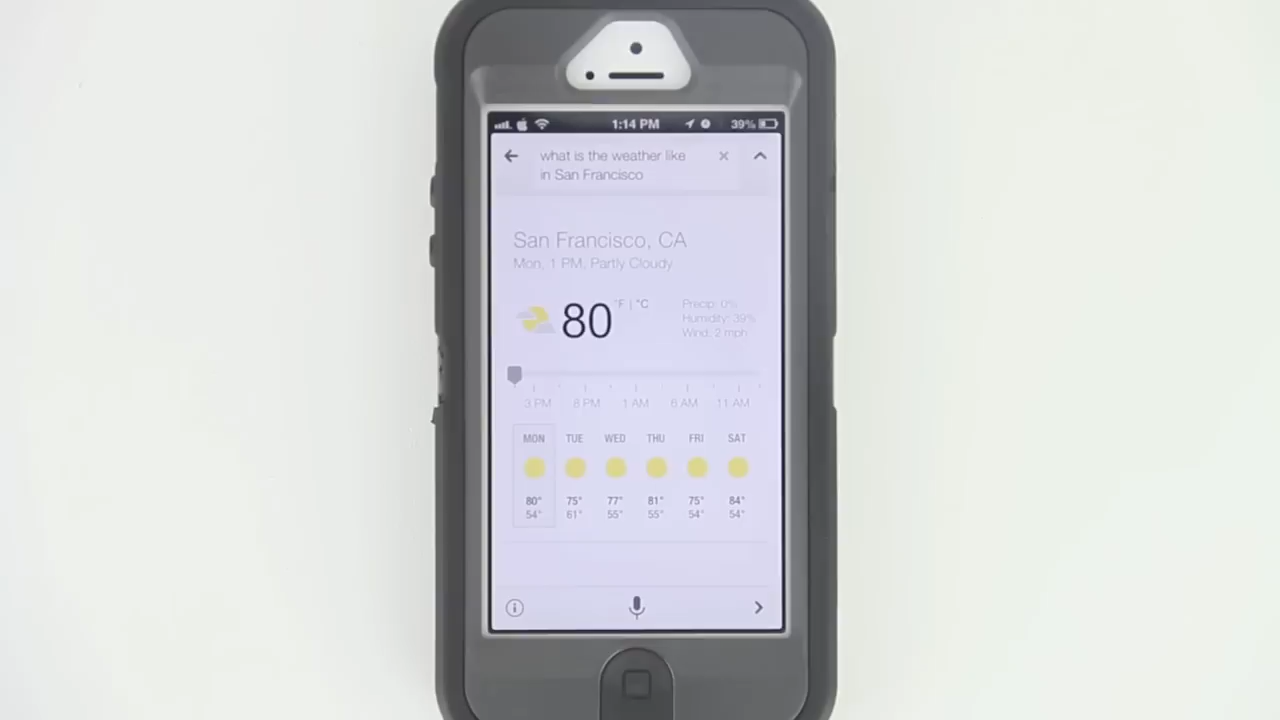 1:14 PM 39%
what is the weather like
in San Francisco
San Francisco, CA
Mon, 1 PM, Partly Cloudy
80 °F | °C
Precip: 0%
Humidity: 39%
Wind: 2 mph
3 PM 8 PM 1 AM 6 AM 11 AM
MON TUE WED THU FRI SAT
80° 75° 77° 81° 75° 84°
54° 61° 55° 55° 54° 54°